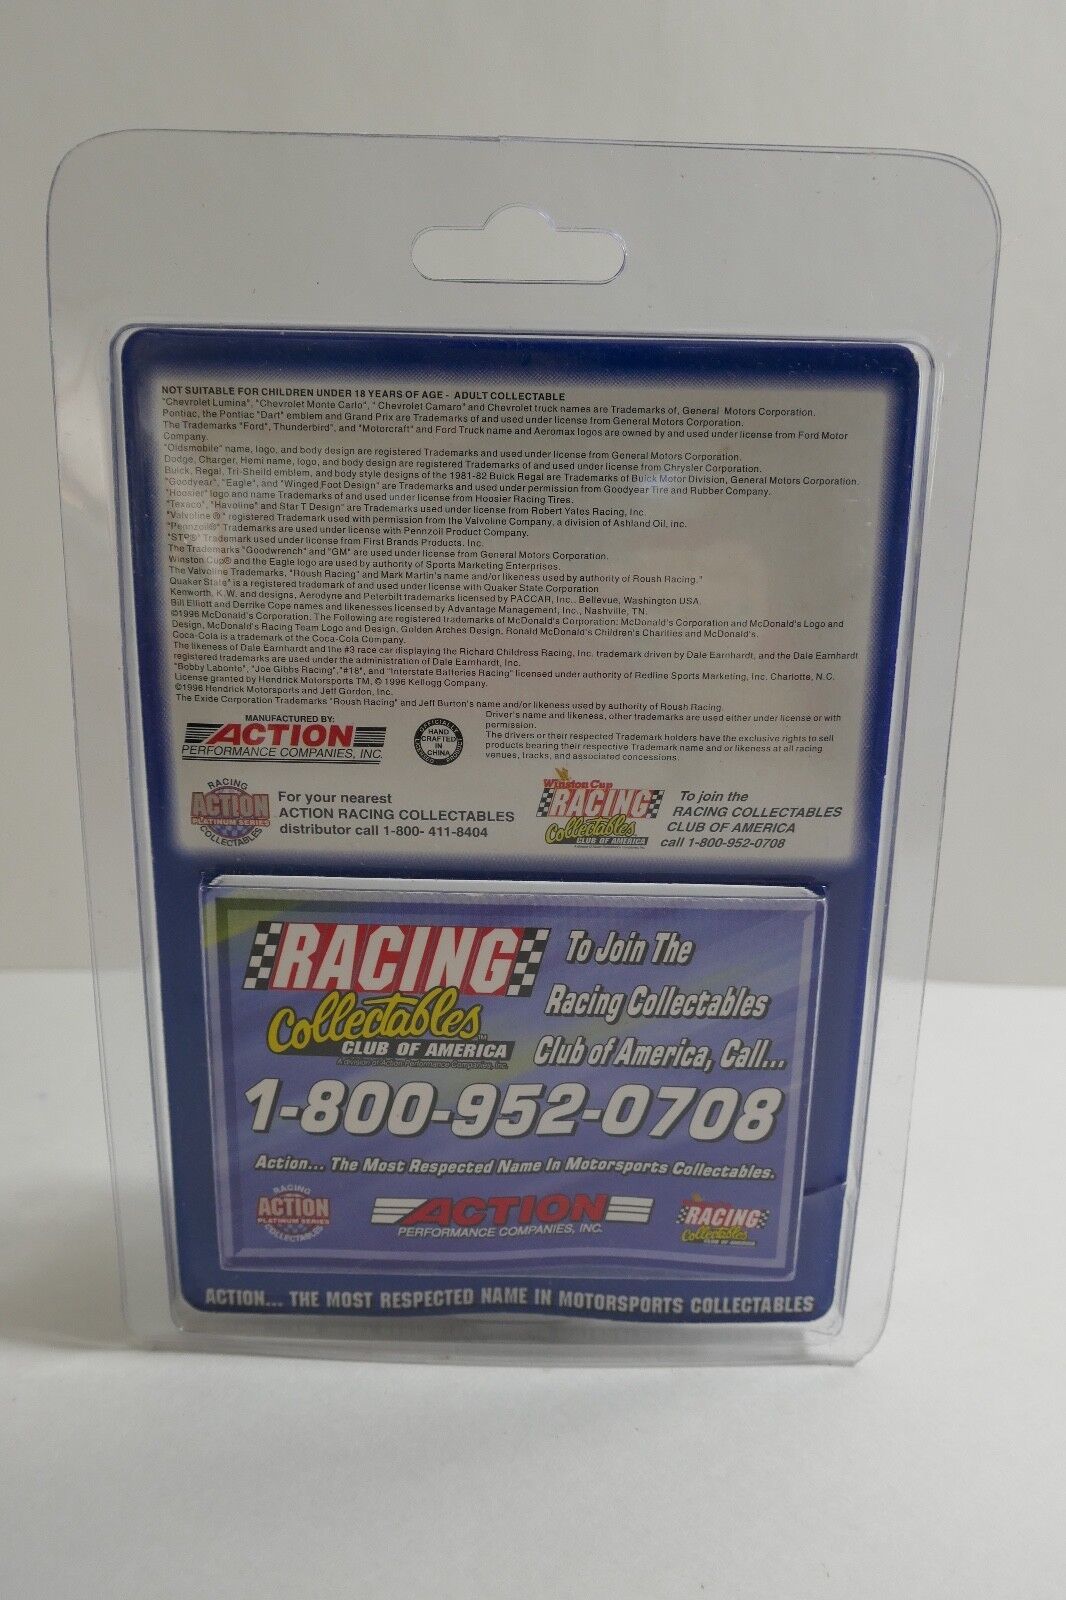 NOT SUITABLE FOR CHILDREN UNDER 18 YEARS OF AGE - ADULT COLLECTABLE
"Chevrolet Lumina", "Chevrolet Monte Carlo", " Chevrolet Camaro" and Chevrolet truck names are Trademarks of, General Motors Corporation.
Pontiac, the Pontiac "Dart" emblem and Grand Prix are Trademarks of and used under license from General Motors Corporation.
The Trademarks "Ford", Thunderbird", and "Motorcraft" and Ford Truck name and Aeromax logos are owned by and used under license from Ford Motor
Company.
"Oldsmobile" name, logo, and body design are registered Trademarks and used under license from General Motors Corporation.
Dodge, Charger, Hemi name, logo, and body design are registered Trademarks of and used under license from Chrysler Corporation.
Buick, Regal, Tri-Sheild emblem, and body style designs of the 1981-82 Buick Regal are Trademarks of Buick Motor Division, General Motors Corporation.
"Goodyear", "Eagle", and "Winged Foot Design" are Trademarks and used under permission from Goodyear Tire and Rubber Company.
"Hoosier" logo and name Trademarks of and used under license from Hoosier Racing Tires.
"Texaco", "Havoline" and Star T Design" are Trademarks used under license from Robert Yates Racing, Inc.
"Valvoline ®" registered Trademark used with permission from the Valvoline Company, a division of Ashland Oil, inc.
"Pennzoil®" Trademarks are used under license with Pennzoil Product Company.
"STP®" Trademark used under license from First Brands Products. Inc.
The Trademarks "Goodwrench" and "GM" are used under license from General Motors Corporation.
Winston Cup® and the Eagle logo are used by authority of Sports Marketing Enterprises.
The Valvoline Trademarks, "Roush Racing" and Mark Martin's name and/or likeness used by authority of Roush Racing."
Quaker State" is a registered trademark of and used under license with Quaker State Corporation
Kenworth, K.W. and designs, Aerodyne and Peterbilt trademarks licensed by PACCAR, Inc., Bellevue, Washington USA.
Bill Elliott and Derrike Cope names and likenesses licensed by Advantage Management, Inc., Nashville, TN.
©1996 McDonald's Corporation. The Following are registered trademarks of McDonald's Corporation: McDonald's Corporation and McDonald's Logo and
Design, McDonald's Racing Team Logo and Design, Golden Arches Design, Ronald McDonald's Children's Charities and McDonald's.
Coca-Cola is a trademark of the Coca-Cola Company.
The likeness of Dale Earnhardt and the #3 race car displaying the Richard Childress Racing, Inc. trademark driven by Dale Earnhardt, and the Dale Earnhardt
registered trademarks are used under the administration of Dale Earnhardt, Inc.
"Bobby Labonte", "Joe Gibbs Racing","#18", and "Interstate Batteries Racing" licensed under authority of Redline Sports Marketing, Inc. Charlotte, N.C.
License granted by Hendrick Motorsports TM, © 1996 Kellogg Company.
©1996 Hendrick Motorsports and Jeff Gordon, Inc.
The Exide Corporation Trademarks "Roush Racing" and Jeff Burton's name and/or likeness used by authority of Roush Racing.
MANUFACTURED BY:
ACTION
PERFORMANCE COMPANIES, INC.
OFFICIALLY
HAND
CRAFTED
IN
CHINA
Driver's name and likeness, other trademarks are used either under license or with
permission.
The drivers or their respected Trademark holders have the exclusive rights to sell
products bearing their respective Trademark name and or likeness at all racing
venues, tracks, and associated concessions.
RACING
ACTION
PLATINUM SERIES
COLLECTABLES
For your nearest
ACTION RACING COLLECTABLES
distributor call 1-800- 411-8404
Winston Cup
RACING
Collectables
CLUB OF AMERICA
To join the
RACING COLLECTABLES
CLUB OF AMERICA
call 1-800-952-0708
RACING
Collectables
TM
CLUB OF AMERICA
A division of Action Performance Companies, Inc.
To Join The
Racing Collectables
Club of America, Call...
1-800-952-0708
Action... The Most Respected Name In Motorsports Collectables.
RACING
ACTION
PLATINUM SERIES
COLLECTABLES
ACTION
PERFORMANCE COMPANIES, INC.
RACING
Collectables
CLUB OF AMERICA
ACTION... THE MOST RESPECTED NAME IN MOTORSPORTS COLLECTABLES